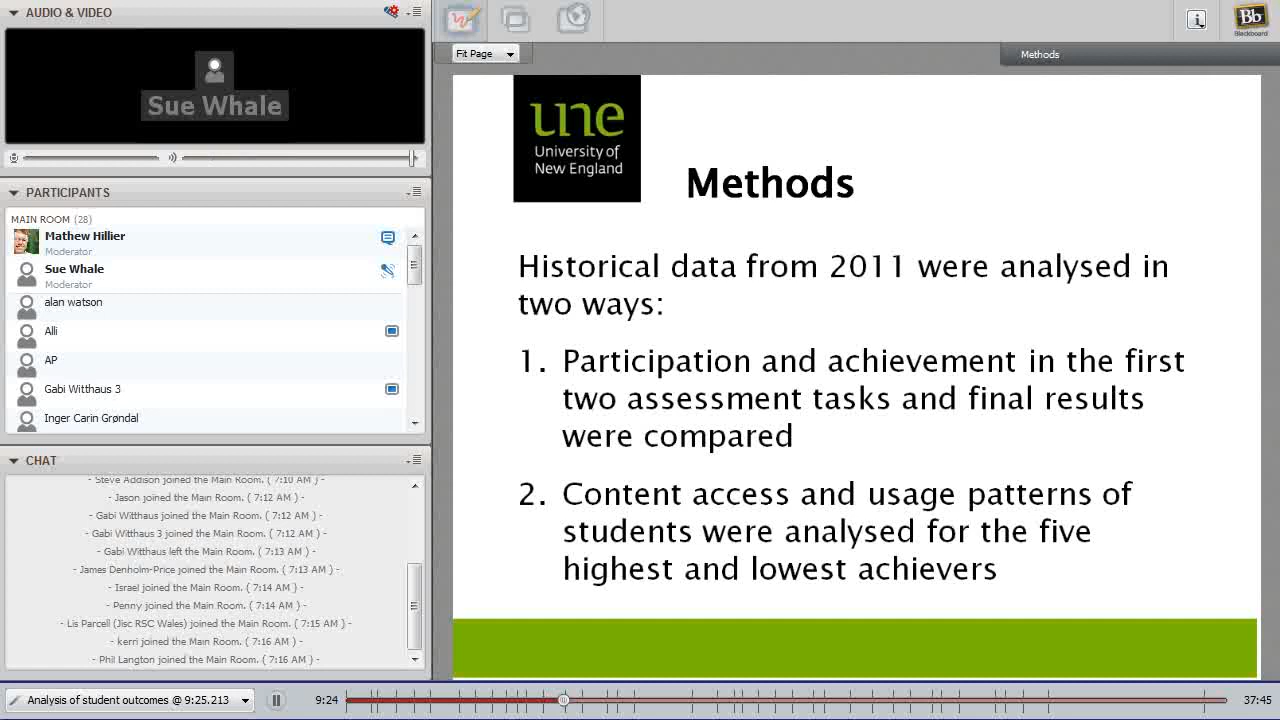 AUDIO & VIDEO
Sue Whale
PARTICIPANTS
MAIN ROOM (28)
Mathew Hillier
Moderator
Sue Whale
Moderator
alan watson
Alli
AP
Gabi Witthaus 3
Inger Carin Grøndal
CHAT
- Steve Addison joined the Main Room. ( 7:10 AM ) -
- Jason joined the Main Room. ( 7:12 AM ) -
- Gabi Witthaus joined the Main Room. ( 7:12 AM ) -
- Gabi Witthaus 3 joined the Main Room. ( 7:12 AM ) -
- Gabi Witthaus left the Main Room. ( 7:13 AM ) -
- James Denholm-Price joined the Main Room. ( 7:13 AM ) -
- Israel joined the Main Room. ( 7:14 AM ) -
- Penny joined the Main Room. ( 7:14 AM ) -
- Lis Parcell (Jisc RSC Wales) joined the Main Room. ( 7:15 AM ) -
- kerri joined the Main Room. ( 7:16 AM ) -
- Phil Langton joined the Main Room. ( 7:16 AM ) -
Fit Page
Methods
Bb
Blackboard
une
University of
New England
Methods
Historical data from 2011 were analysed in
two ways:
1. Participation and achievement in the first
two assessment tasks and final results
were compared
2. Content access and usage patterns of
students were analysed for the five
highest and lowest achievers
Analysis of student outcomes @ 9:25.213
9:24
37:45